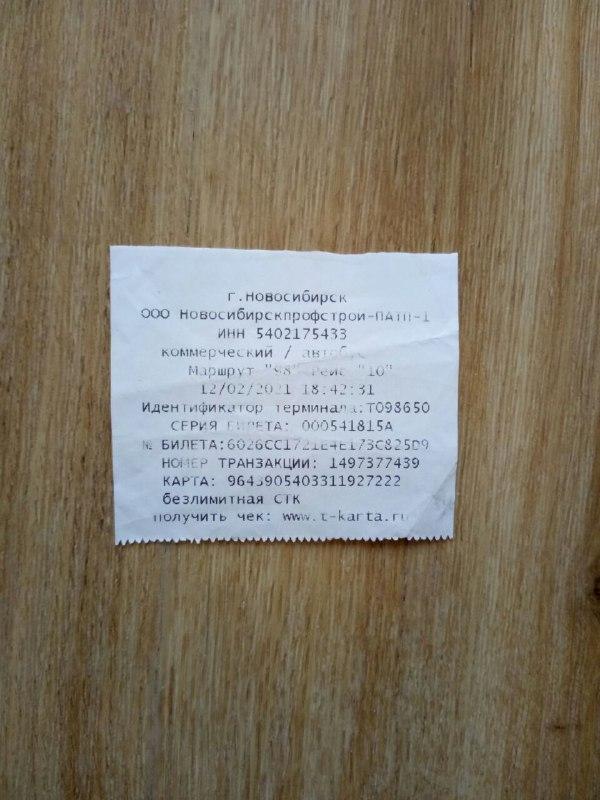 г.Новосибирск
ООО Новосибирскпрофстрой-ПАТП-1
ИНН 5402175433
коммерческий / автобус
Маршрут "98" Рейс "10"
12/02/2021 18:42:31
Идентификатор терминала:Т098650
СЕРИЯ БИЛЕТА: 000541815А
№ БИЛЕТА:6026CC1721E4E173C825D9
НОМЕР ТРАНЗАКЦИИ: 1497377439
КАРТА: 9643905403311927222
безлимитная СТК
получить чек: www.t-karta.ru